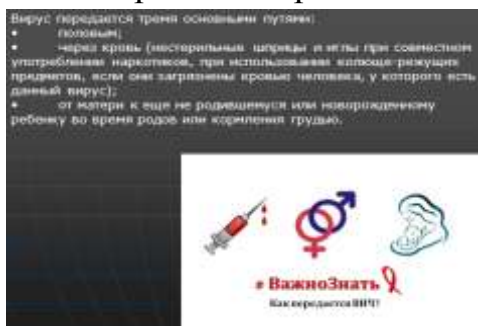 Вирус передаются тремя основными путями:
• половым;
• через кровь (нестерильные шприцы и иглы при совместном
употреблении наркотиков, при использовании колюще-режущих
предметов, если они загрязнены кровью человека, у которого есть
данный вирус);
• от матери к еще не родившемуся или новорожденному
ребенку во время родов или кормления грудью.
# ВажноЗнать
Как передается ВИЧ?